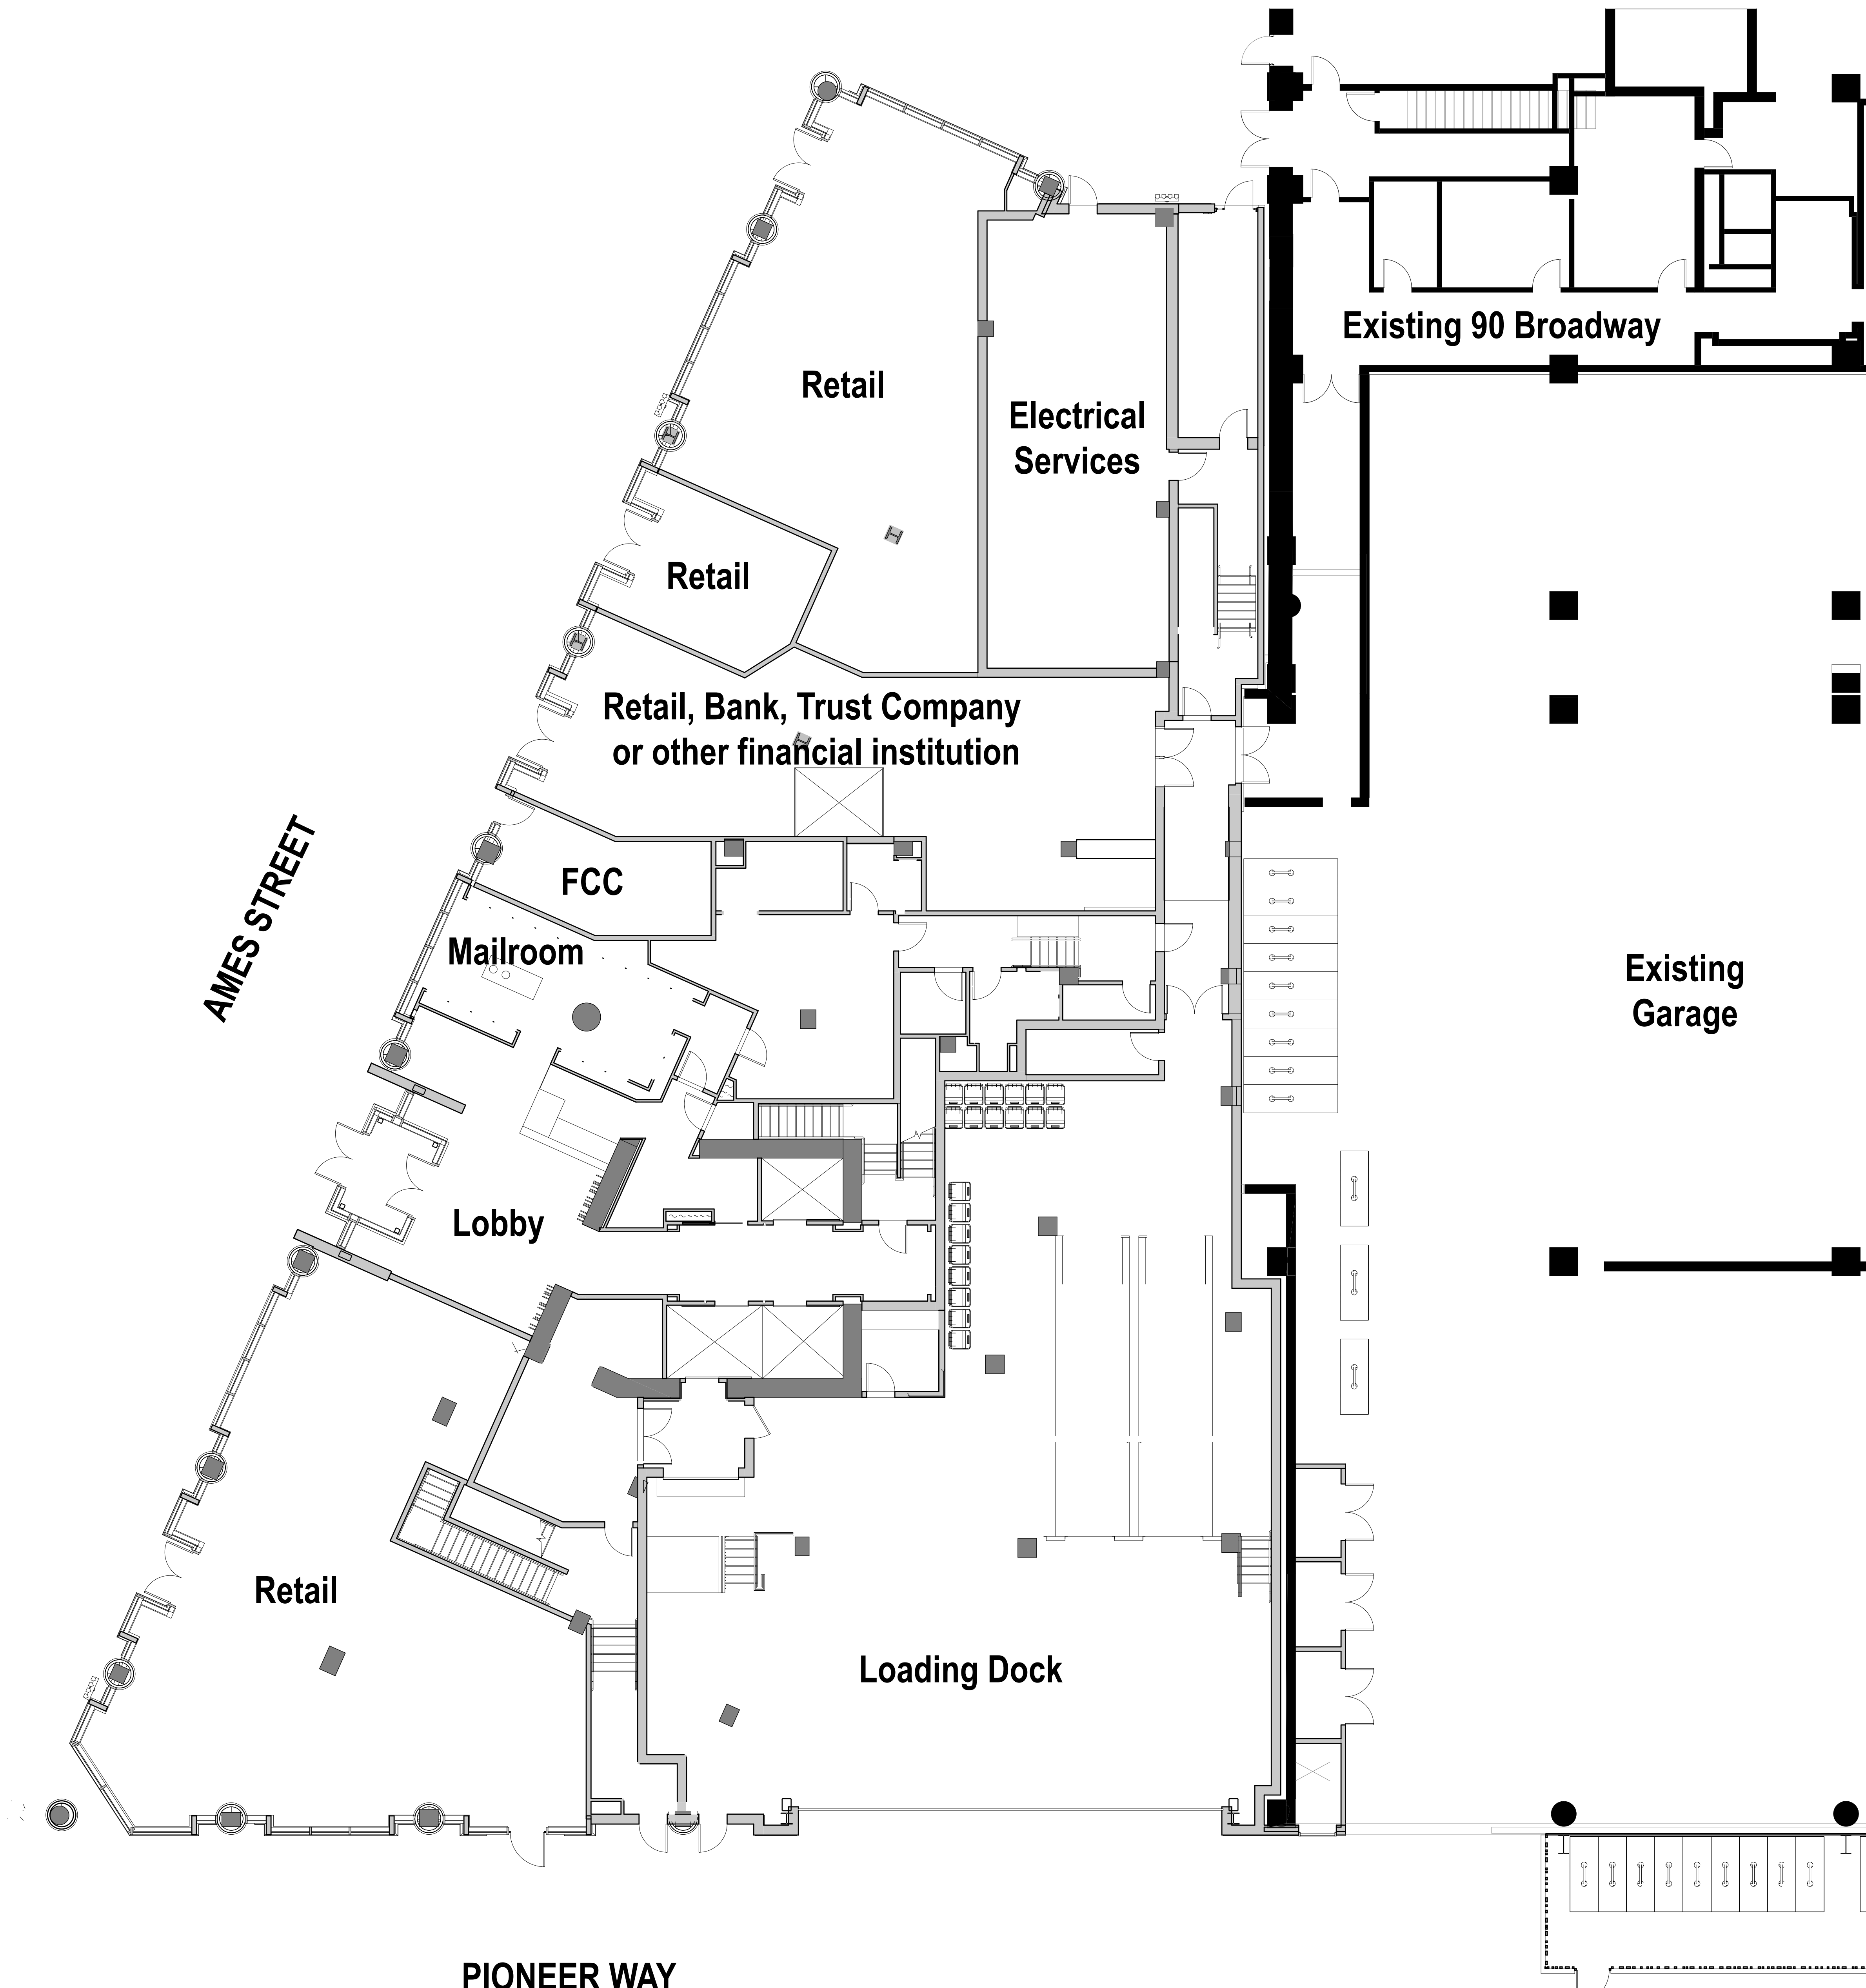 Existing 90 Broadway
Retail
Electrical
Services
Retail
Retail, Bank, Trust Company
or other financial institution
FCC
AMES STREET
Mailroom
Existing
Garage
Lobby
Retail
Loading Dock
PIONEER WAY